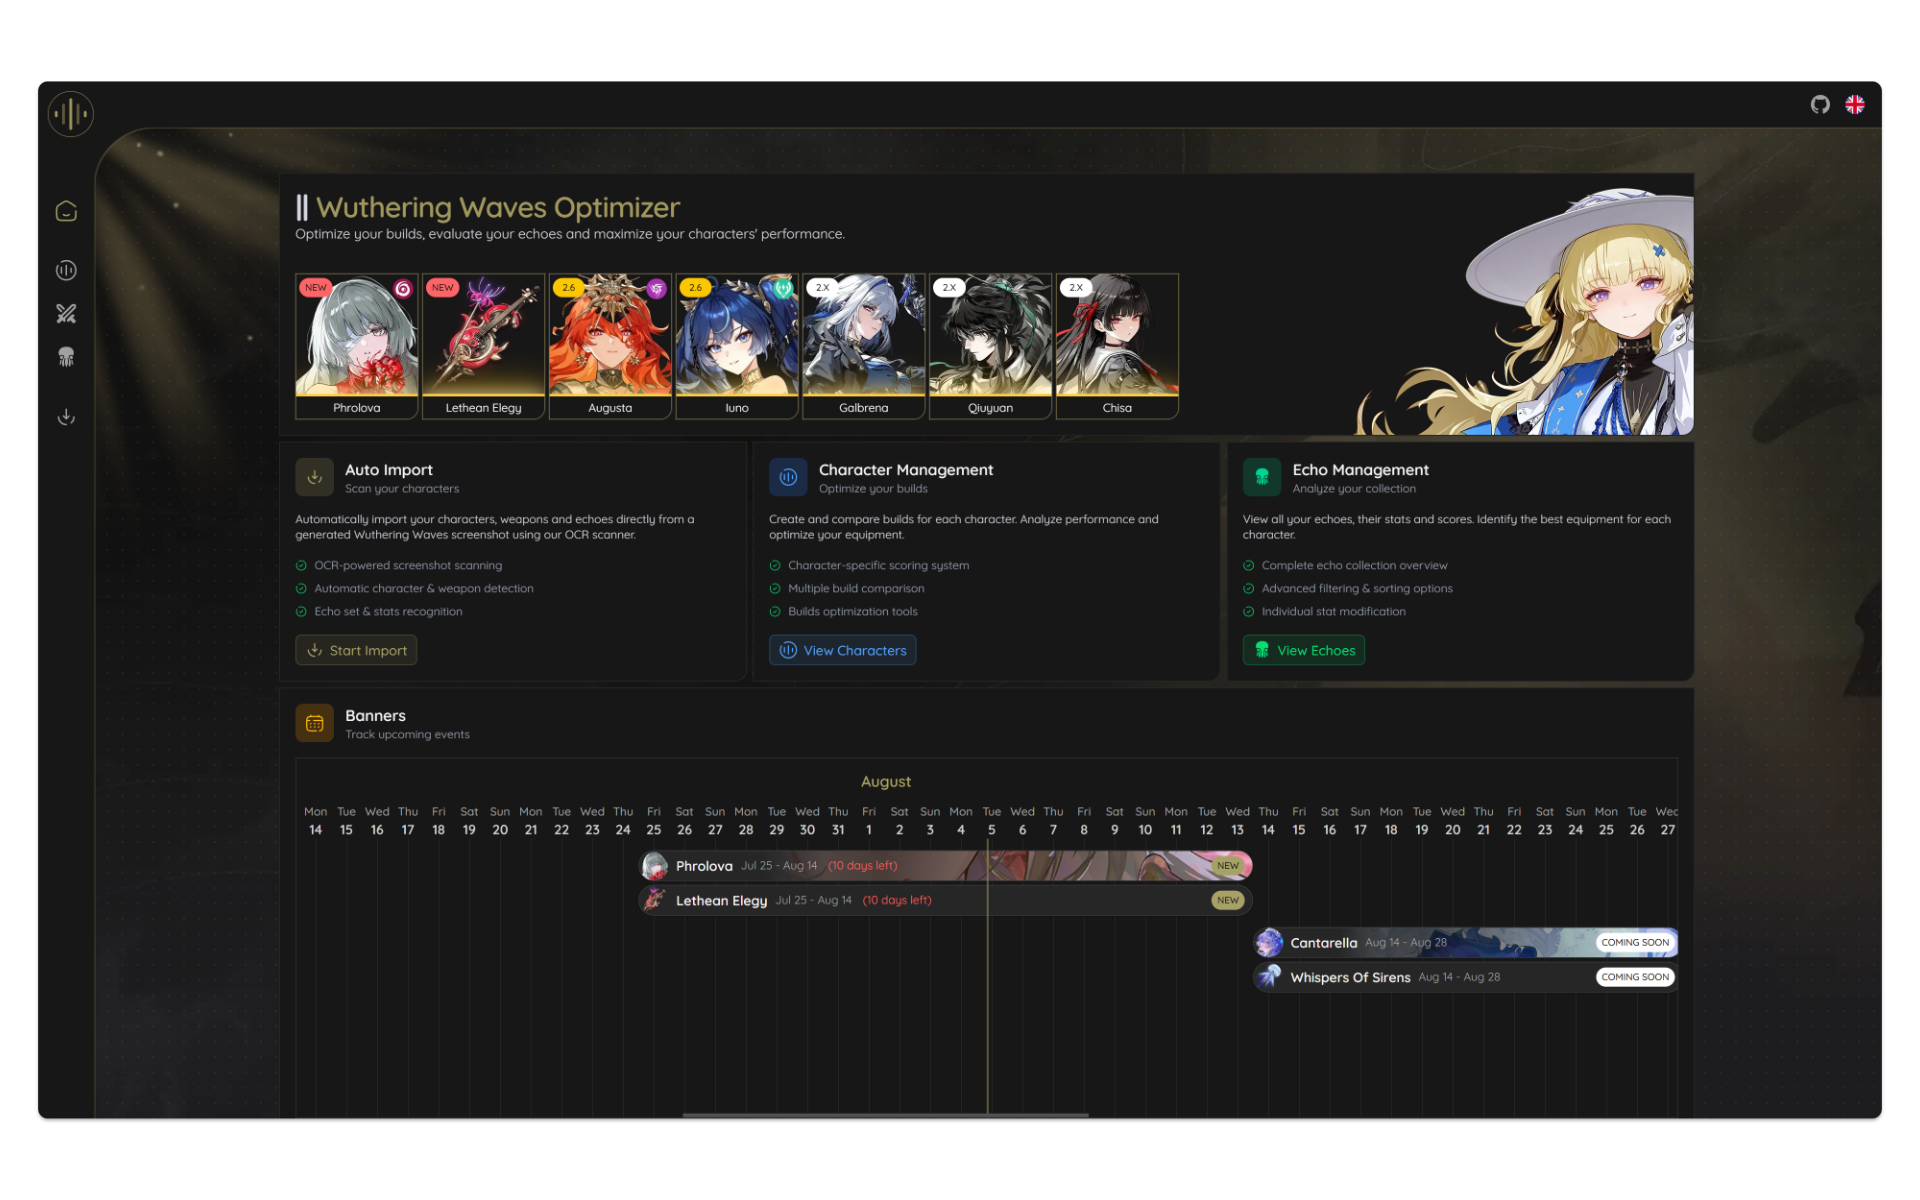 Wuthering Waves Optimizer
Optimize your builds, evaluate your echoes and maximize your characters' performance.
NEW NEW 2.6 2.6 2.X 2.X 2.X
Phrolova Lethean Elegy Augusta Iuno Galbrena Qiuyuan Chisa
Auto Import
Scan your characters
Automatically import your characters, weapons and echoes directly from a
generated Wuthering Waves screenshot using our OCR scanner.
OCR-powered screenshot scanning
Automatic character & weapon detection
Echo set & stats recognition
Start Import
Character Management
Optimize your builds
Create and compare builds for each character. Analyze performance and
optimize your equipment.
Character-specific scoring system
Multiple build comparison
Builds optimization tools
View Characters
Echo Management
Analyze your collection
View all your echoes, their stats and scores. Identify the best equipment for each
character.
Complete echo collection overview
Advanced filtering & sorting options
Individual stat modification
View Echoes
Banners
Track upcoming events
August
Mon Tue Wed Thu Fri Sat Sun Mon Tue Wed Thu Fri Sat Sun Mon Tue Wed Thu Fri Sat Sun Mon Tue Wed Thu Fri Sat Sun Mon Tue Wed Thu Fri Sat Sun Mon Tue Wed Thu Fri Sat Sun Mon Tue Wed
14 15 16 17 18 19 20 21 22 23 24 25 26 27 28 29 30 31 1 2 3 4 5 6 7 8 9 10 11 12 13 14 15 16 17 18 19 20 21 22 23 24 25 26 27
Phrolova Jul 25 - Aug 14 (10 days left) NEW
Lethean Elegy Jul 25 - Aug 14 (10 days left) NEW
Cantarella Aug 14 - Aug 28 COMING SOON
Whispers Of Sirens Aug 14 - Aug 28 COMING SOON